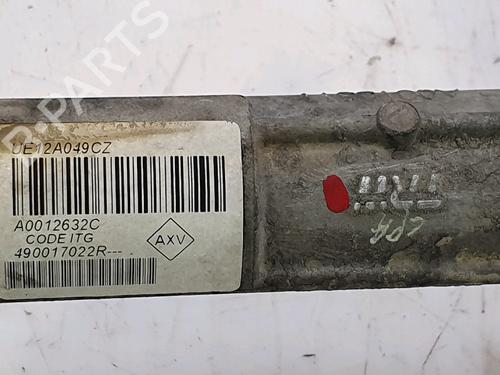 UE12A049CZ
A0012632C
CODE ITG
490017022R---
AXV